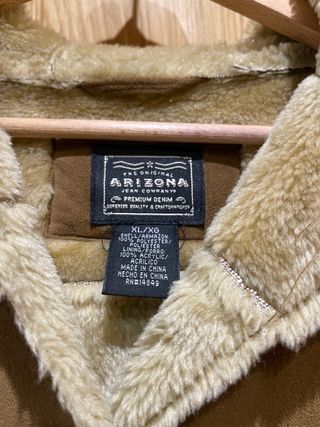 THE ORIGINAL
ARIZONA
JEAN COMPANY
PREMIUM DENIM
SUPERIOR QUALITY & CRAFTSMANSHIP
XL/XG
SHELL/ARMAZON:
100% POLYESTER/
POLIESTER
LINING/FORRO:
100% ACRYLIC/
ACRILICO
MADE IN CHINA
HECHO EN CHINA
RN#14849